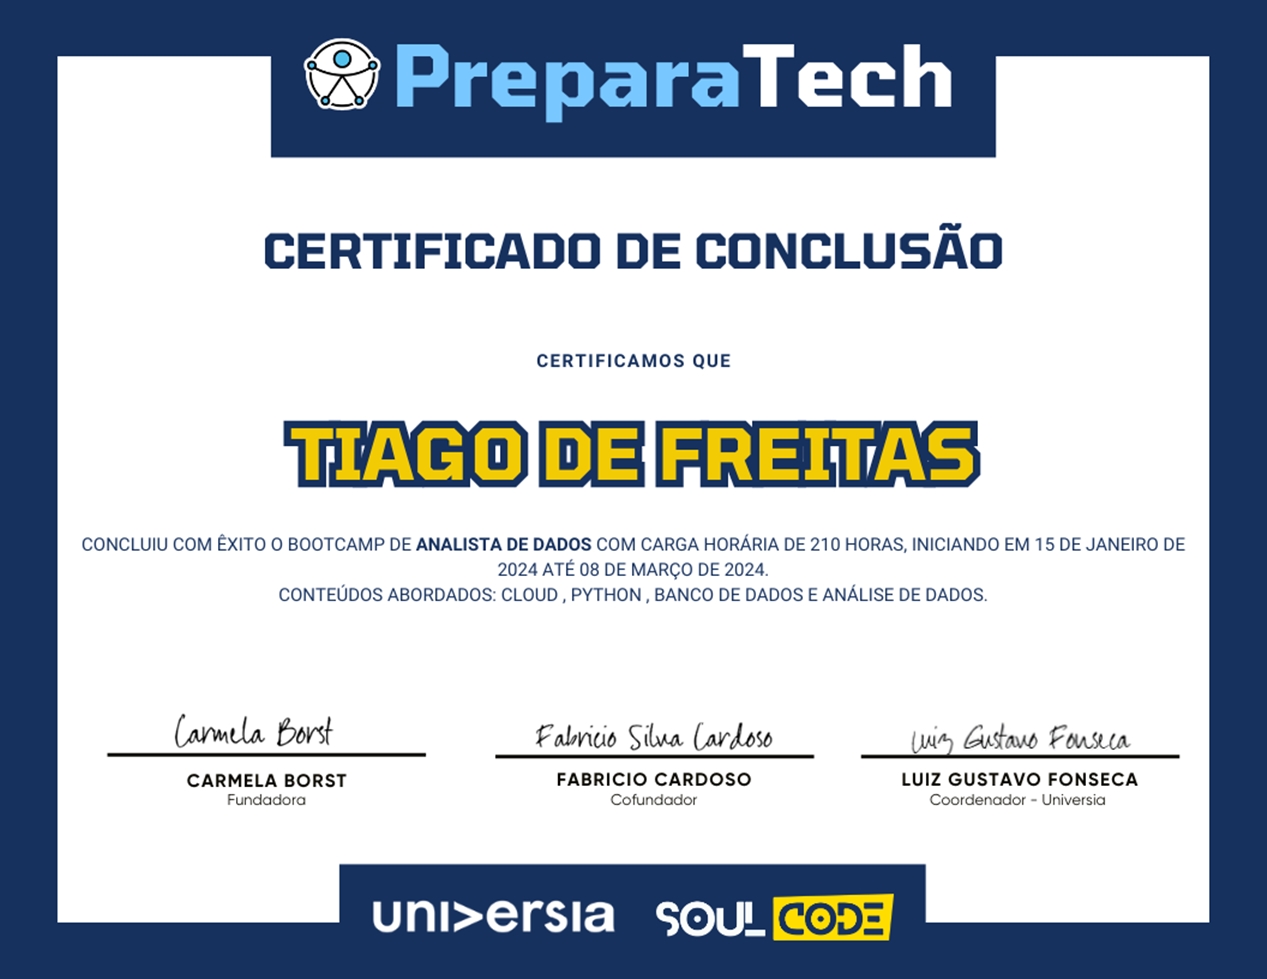 PreparaTech
CERTIFICADO DE CONCLUSÃO
CERTIFICAMOS QUE
TIAGO DE FREITAS
CONCLUIU COM ÊXITO O BOOTCAMP DE ANALISTA DE DADOS COM CARGA HORÁRIA DE 210 HORAS, INICIANDO EM 15 DE JANEIRO DE
2024 ATÉ 08 DE MARÇO DE 2024.
CONTEÚDOS ABORDADOS: CLOUD , PYTHON , BANCO DE DADOS E ANÁLISE DE DADOS.
Carmela Borst
Fabricio Silva Cardoso
Luiz Gustavo Fonseca
CARMELA BORST
Fundadora
FABRICIO CARDOSO
Cofundador
LUIZ GUSTAVO FONSECA
Coordenador - Universia
universia
SOUL CODE